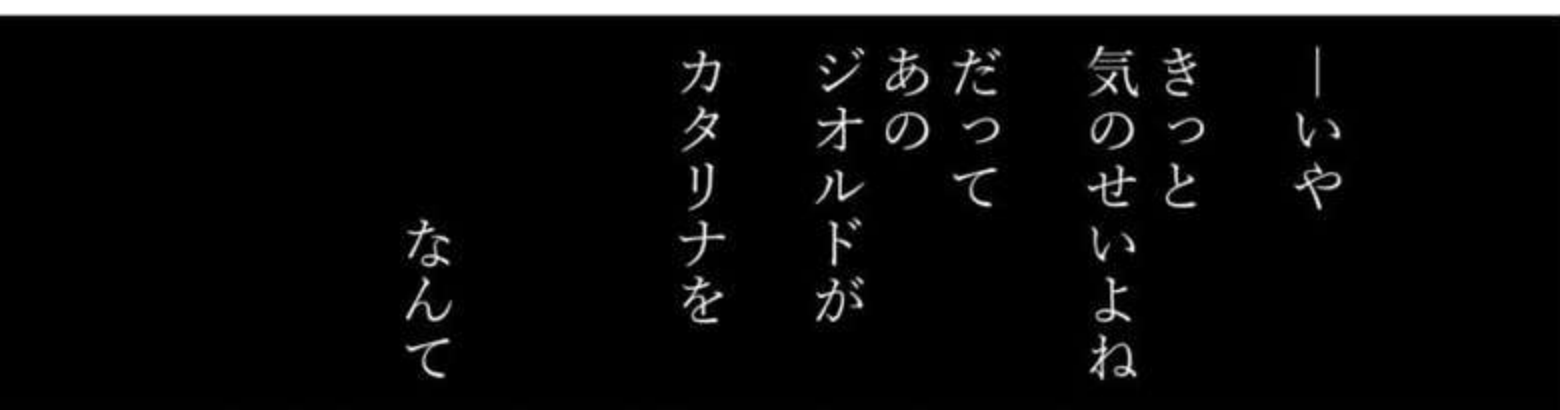 ―いや
きっと
気のせいよね
だって
あの
ジオルドが
カタリナを
なんて